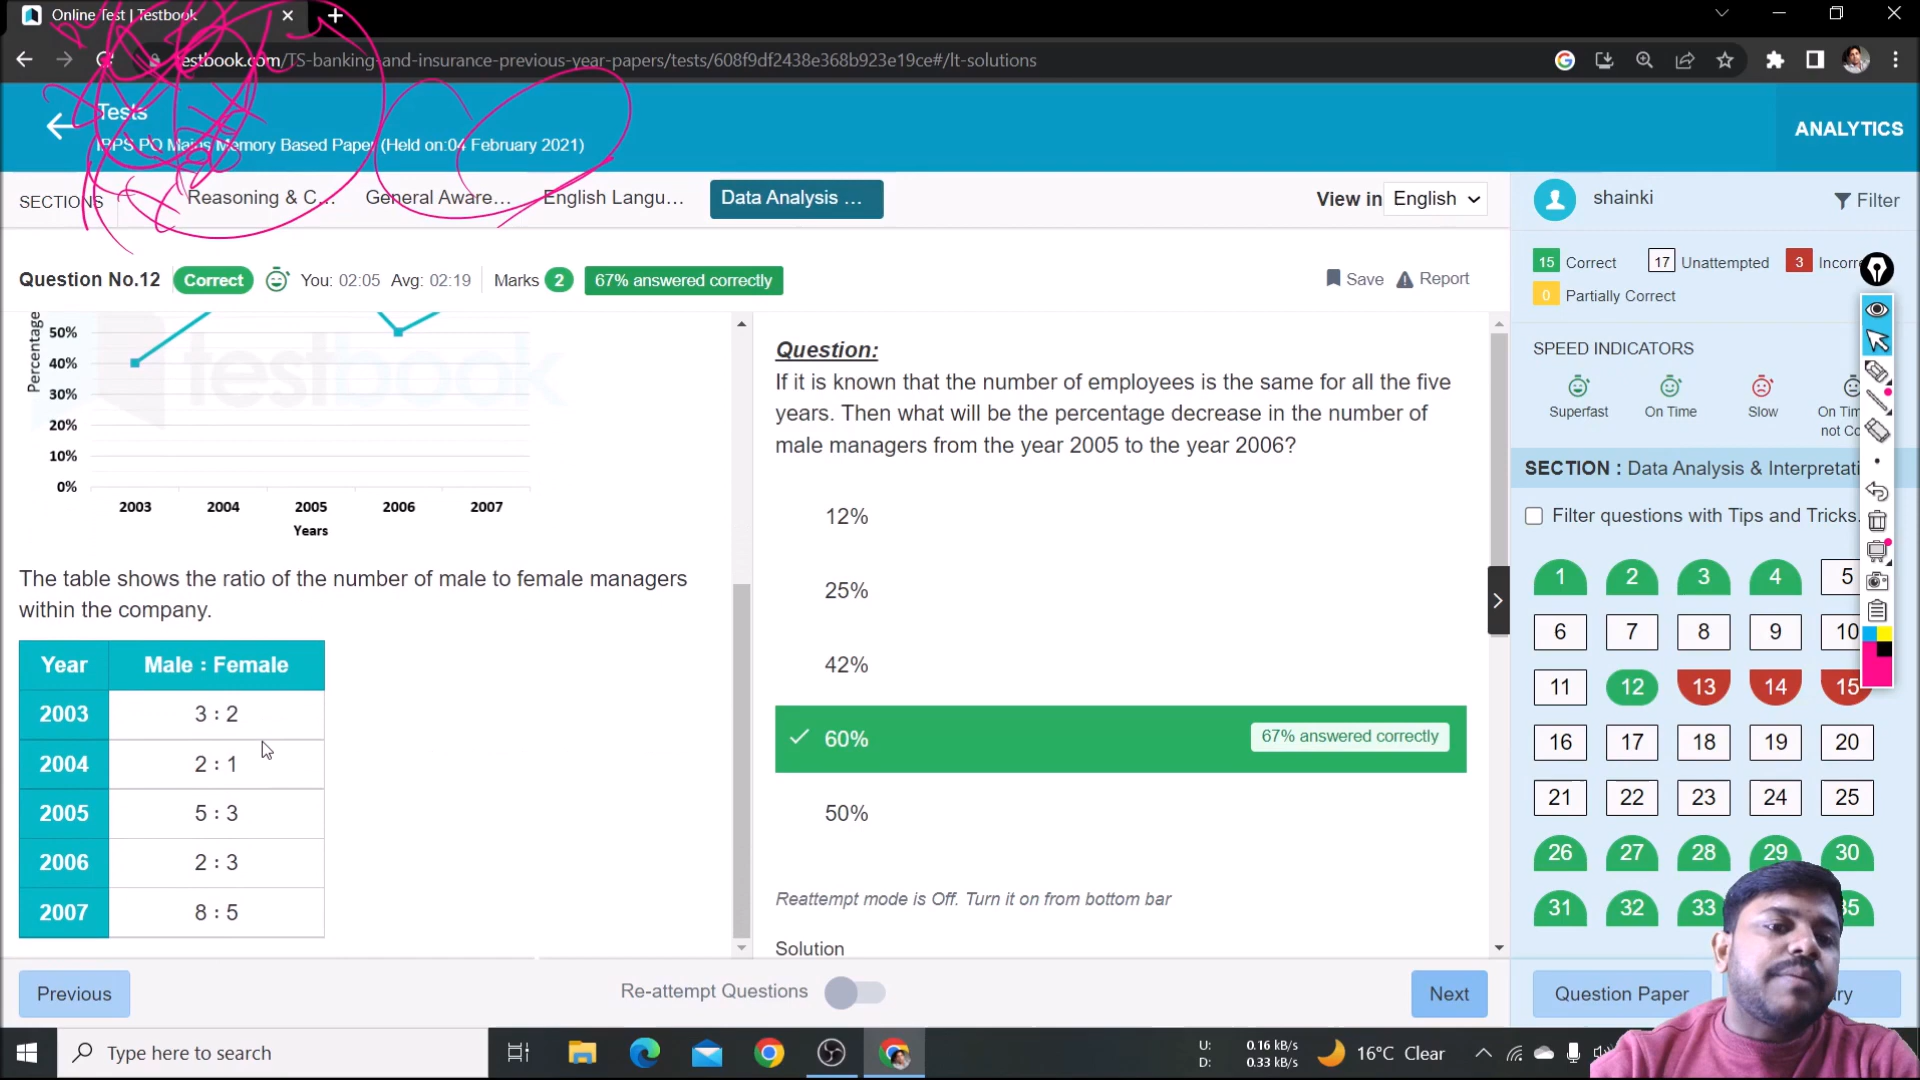 Online Test | Testbook
estbook.com/TS-banking-and-insurance-previous-year-papers/tests/608f9df2438e368b923e19ce#/lt-solutions
Tests
IBPS PO Mains Memory Based Paper (Held on:04 February 2021)
ANALYTICS
SECTIONS
Reasoning & C...
General Aware...
English Langu...
Data Analysis ...
View in
English
shainki
Filter
Question No.12
Correct
You: 02:05 Avg: 02:19
Marks 2
67% answered correctly
Save
Report
15 Correct
17 Unattempted
3 Incorre
0 Partially Correct
Percentage
50%
40%
30%
20%
10%
0%
2003 2004 2005 2006 2007
Years
testbook
The table shows the ratio of the number of male to female managers
within the company.
Year Male : Female
2003 3 : 2
2004 2 : 1
2005 5 : 3
2006 2 : 3
2007 8 : 5
Question:
If it is known that the number of employees is the same for all the five
years. Then what will be the percentage decrease in the number of
male managers from the year 2005 to the year 2006?
12%
25%
42%
60%
67% answered correctly
50%
Reattempt mode is Off. Turn it on from bottom bar
Solution
SPEED INDICATORS
Superfast
On Time
Slow
On Tim
not Co
SECTION : Data Analysis & Interpretati
Filter questions with Tips and Tricks.
1 2 3 4 5
6 7 8 9 10
11 12 13 14 15
16 17 18 19 20
21 22 23 24 25
26 27 28 29 30
31 32 33 35
Previous
Re-attempt Questions
Next
Question Paper
ry
Type here to search
U: 0.16 kB/s
D: 0.33 kB/s
16°C Clear